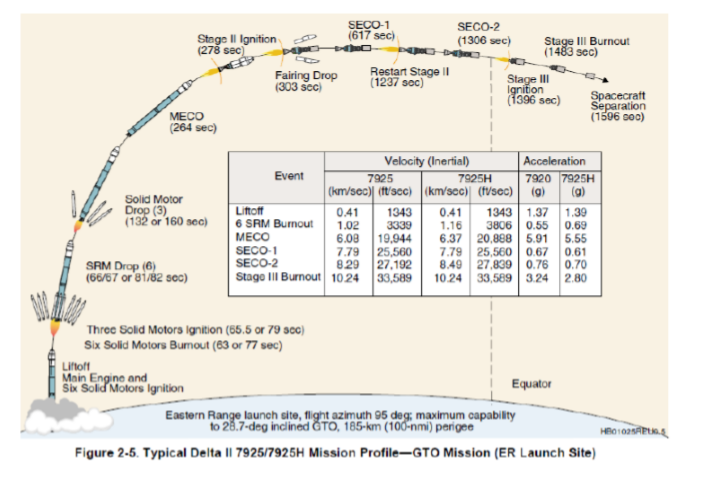 SECO-1
(617 sec)
SECO-2
(1306 sec)
Stage II Ignition
(278 sec)
Stage III Burnout
(1483 sec)
Fairing Drop
(303 sec)
Restart Stage II
(1237 sec)
Stage III
Ignition
(1396 sec)
Spacecraft
Separation
(1596 sec)
MECO
(264 sec)
Solid Motor
Drop (3)
(132 or 160 sec)
SRM Drop (6)
(66/67 or 81/82 sec)
Three Solid Motors Ignition (65.5 or 79 sec)
Six Solid Motors Burnout (63 or 77 sec)
Liftoff
Main Engine and
Six Solid Motors Ignition
Velocity (Inertial) Acceleration
Event 7925 7925H 7920 7925H
(km/sec) (ft/sec) (km/sec) (ft/sec) (g) (g)
Liftoff 0.41 1343 0.41 1343 1.37 1.39
6 SRM Burnout 1.02 3339 1.16 3806 0.55 0.69
MECO 6.08 19,944 6.37 20,888 5.91 5.55
SECO-1 7.79 25,560 7.79 25,560 0.67 0.61
SECO-2 8.29 27,192 8.49 27,839 0.76 0.70
Stage III Burnout 10.24 33,589 10.24 33,589 3.24 2.80
Equator
Eastern Range launch site, flight azimuth 95 deg; maximum capability
to 28.7-deg inclined GTO, 185-km (100-nmi) perigee
Figure 2-5. Typical Delta II 7925/7925H Mission Profile—GTO Mission (ER Launch Site)